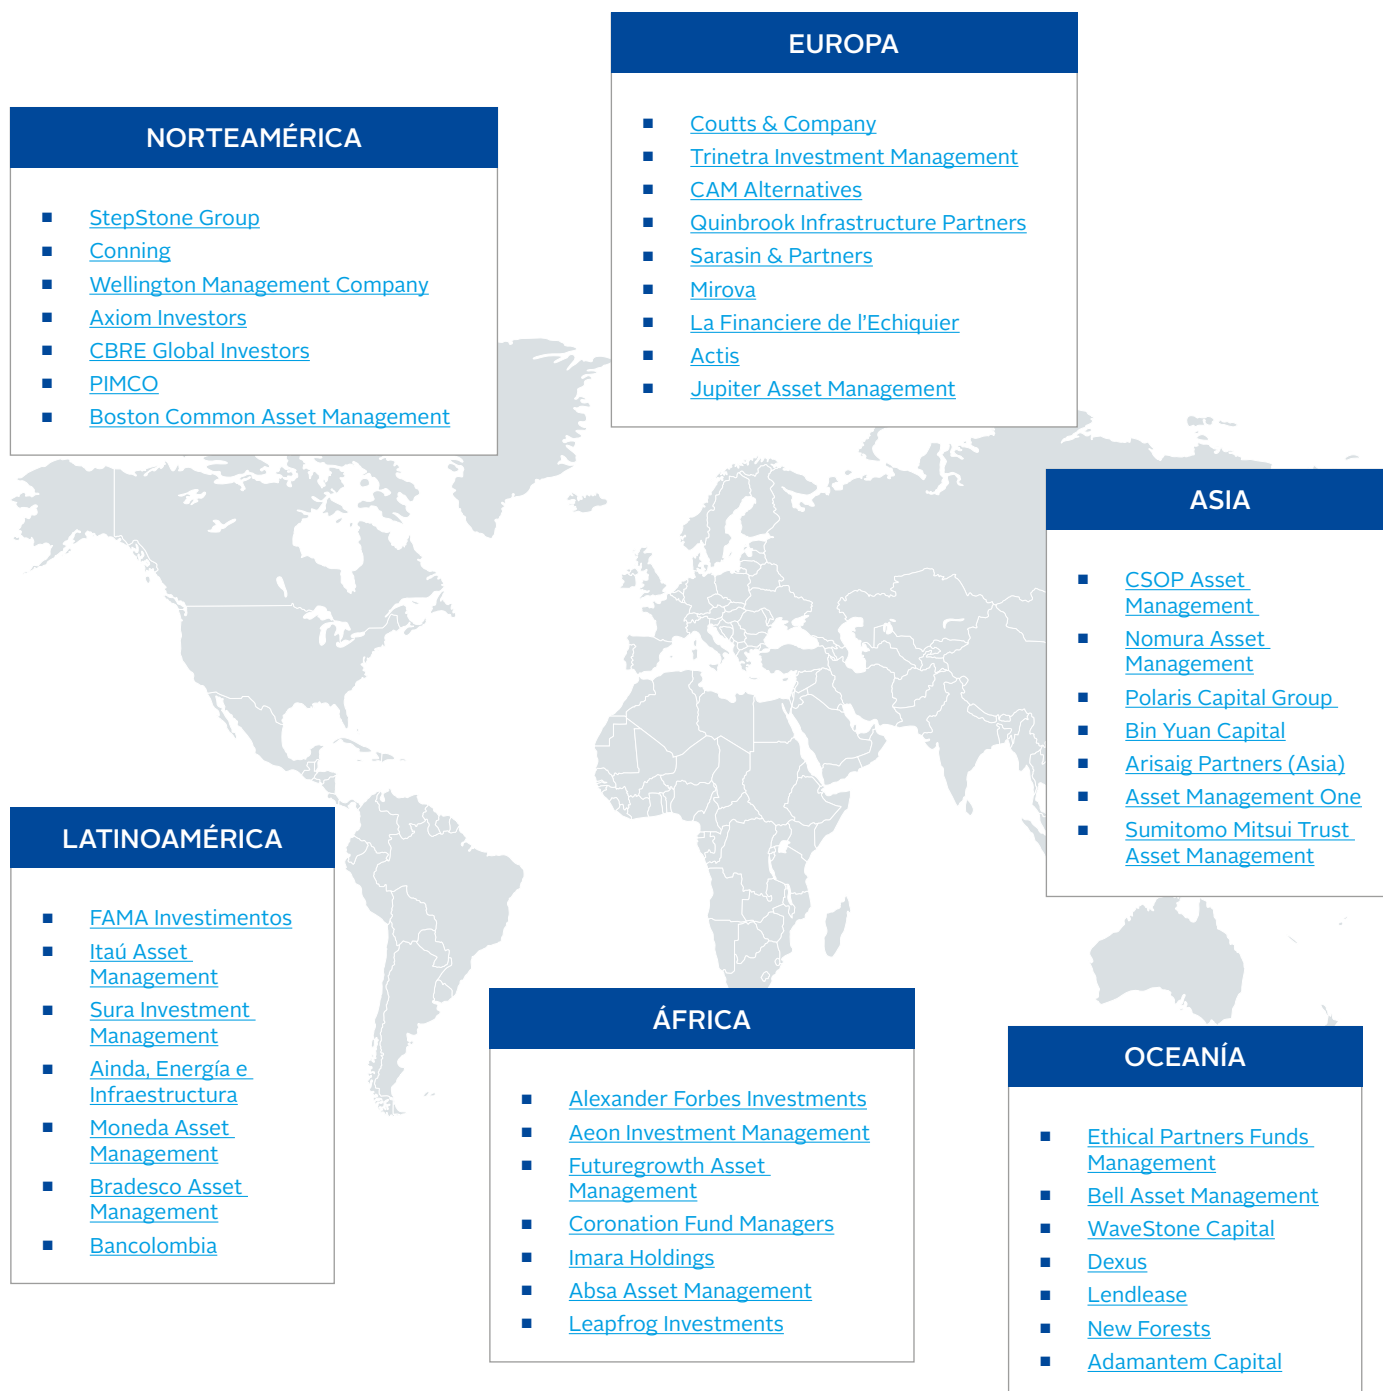 EUROPA
Coutts & Company
Trinetra Investment Management
CAM Alternatives
Quinbrook Infrastructure Partners
Sarasin & Partners
Mirova
La Financiere de l'Echiquier
Actis
Jupiter Asset Management
NORTEAMÉRICA
StepStone Group
Conning
Wellington Management Company
Axiom Investors
CBRE Global Investors
PIMCO
Boston Common Asset Management
ASIA
CSOP Asset
Management
Nomura Asset
Management
Polaris Capital Group
Bin Yuan Capital
Arisaig Partners (Asia)
Asset Management One
Sumitomo Mitsui Trust
Asset Management
LATINOAMÉRICA
FAMA Investimentos
Itaú Asset
Management
Sura Investment
Management
Ainda, Energía e
Infraestructura
Moneda Asset
Management
Bradesco Asset
Management
Bancolombia
ÁFRICA
Alexander Forbes Investments
Aeon Investment Management
Futuregrowth Asset
Management
Coronation Fund Managers
Imara Holdings
Absa Asset Management
Leapfrog Investments
OCEANÍA
Ethical Partners Funds
Management
Bell Asset Management
WaveStone Capital
Dexus
Lendlease
New Forests
Adamantem Capital